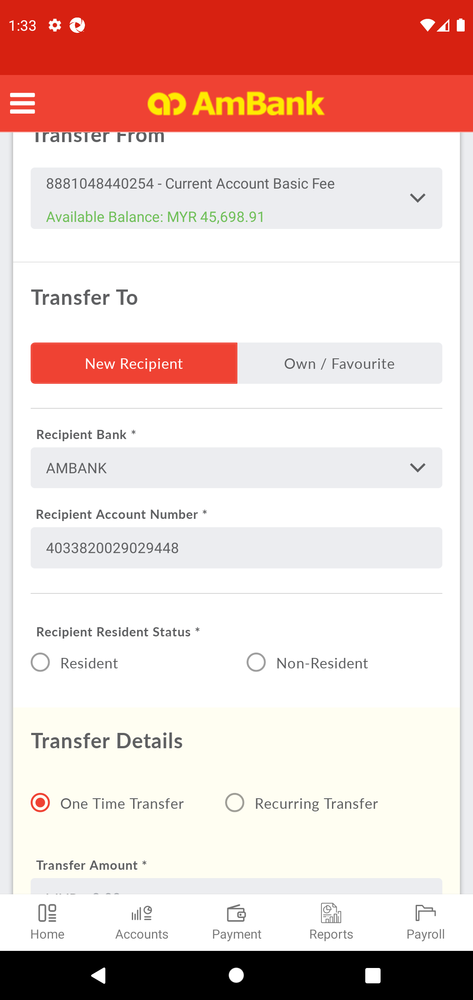 1:33
AmBank
Transfer From
8881048440254 - Current Account Basic Fee
Available Balance: MYR 45,698.91
Transfer To
New Recipient
Own / Favourite
Recipient Bank *
AMBANK
Recipient Account Number *
4033820029029448
Recipient Resident Status *
Resident
Non-Resident
Transfer Details
One Time Transfer
Recurring Transfer
Transfer Amount *
Home
Accounts
Payment
Reports
Payroll